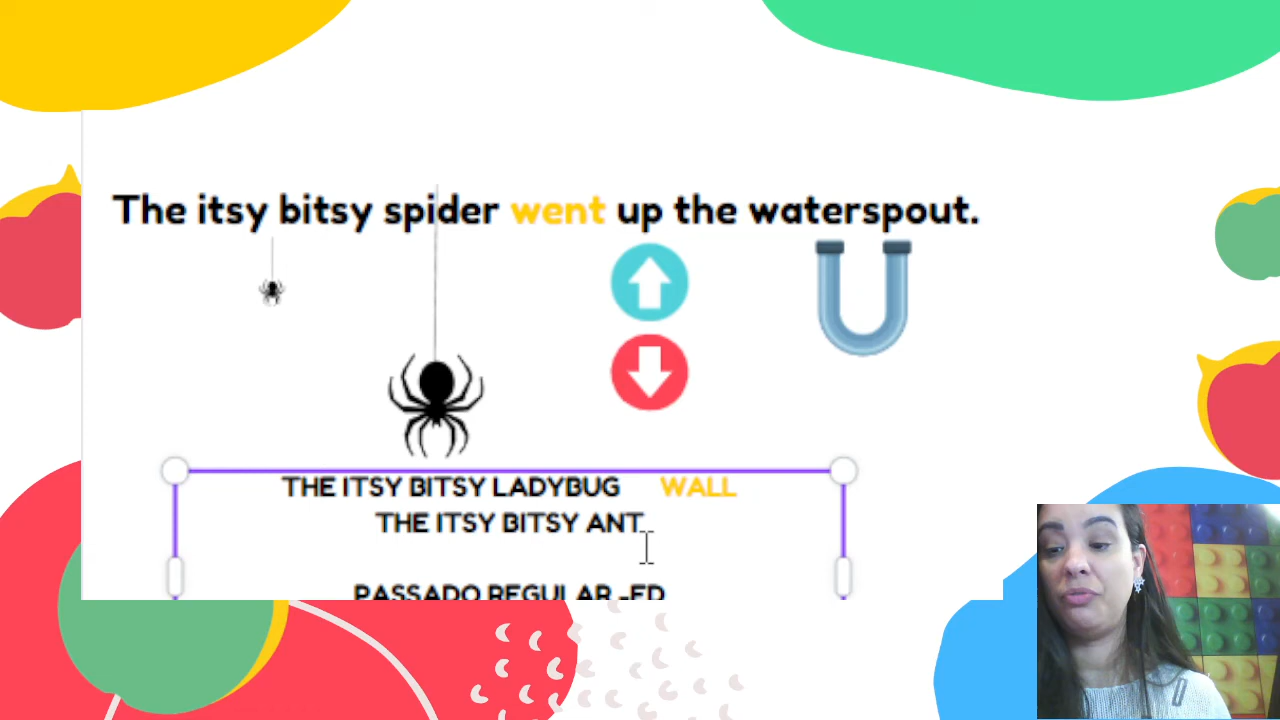 The itsy bitsy spider went up the waterspout.
THE ITSY BITSY LADYBUG WALL
THE ITSY BITSY ANT
PASSADO REGULAR -ED